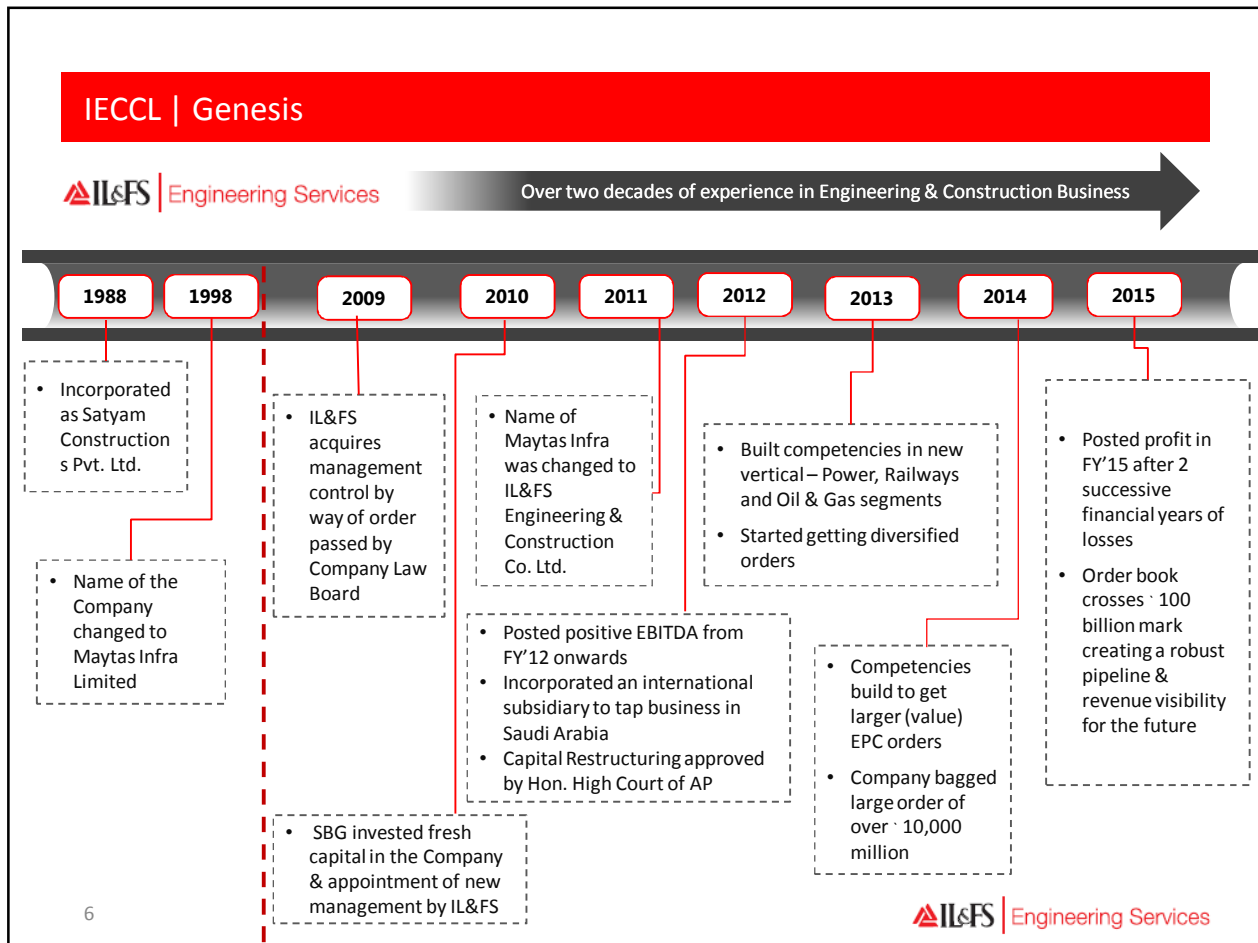 IECCL | Genesis
IL&FS | Engineering Services
Over two decades of experience in Engineering & Construction Business
1988
1998
2009
2010
2011
2012
2013
2014
2015
• Incorporated
as Satyam
Construction
s Pvt. Ltd.
• Name of the
Company
changed to
Maytas Infra
Limited
• IL&FS
acquires
management
control by
way of order
passed by
Company Law
Board
• SBG invested fresh
capital in the Company
& appointment of new
management by IL&FS
• Name of
Maytas Infra
was changed to
IL&FS
Engineering &
Construction
Co. Ltd.
• Posted positive EBITDA from
FY'12 onwards
• Incorporated an international
subsidiary to tap business in
Saudi Arabia
• Capital Restructuring approved
by Hon. High Court of AP
• Built competencies in new
vertical – Power, Railways
and Oil & Gas segments
• Started getting diversified
orders
• Competencies
build to get
larger (value)
EPC orders
• Company bagged
large order of
over ` 10,000
million
• Posted profit in
FY'15 after 2
successive
financial years of
losses
• Order book
crosses ` 100
billion mark
creating a robust
pipeline &
revenue visibility
for the future
6
IL&FS | Engineering Services